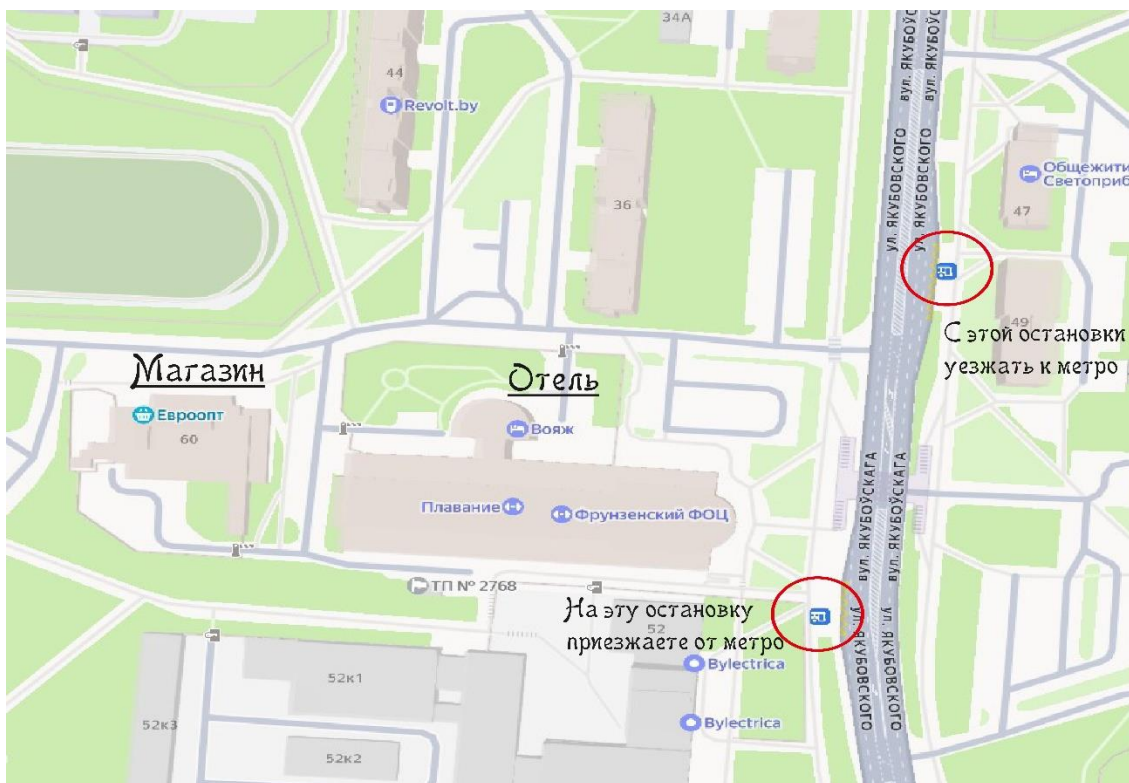 34А
44
Revolt.by
36
вул. ЯКУБОЎС
вул. ЯКУБОЎС
ул. ЯКУБОВСКОГО
ул. ЯКУБОВСКОГО
Общежити
Светоприб
47
49
С этой остановки
уезжать к метро
Магазин
Отель
Евроопт
60
Вояж
Плавание
Фрунзенский ФОЦ
вул. ЯКУБОЎСКАГА
вул. ЯКУБОЎСКАГА
ТП № 2768
На эту остановку
приезжаете от метро
52
ул. ЯКУБОВСКОГО
ул. ЯКУБОВСКОГО
Bylectrica
52к1
Bylectrica
52к3
52к2